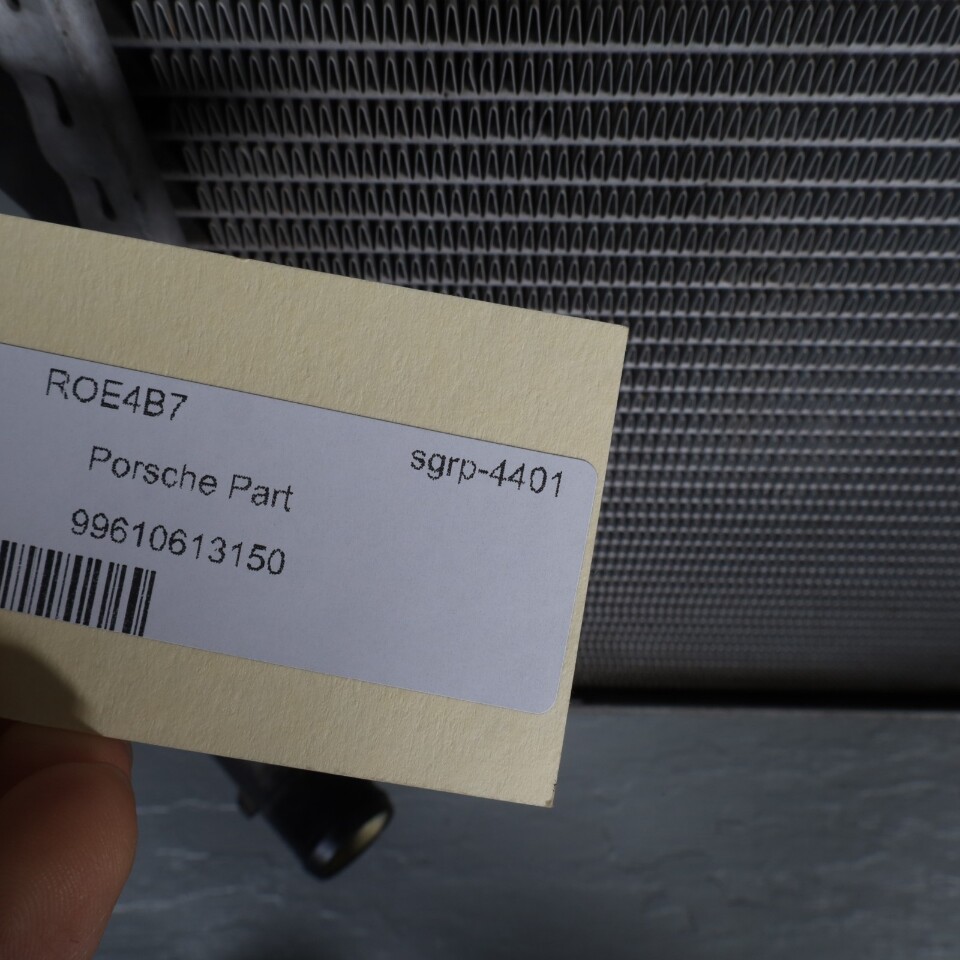 ROE4B7
sgrp-4401
Porsche Part
99610613150